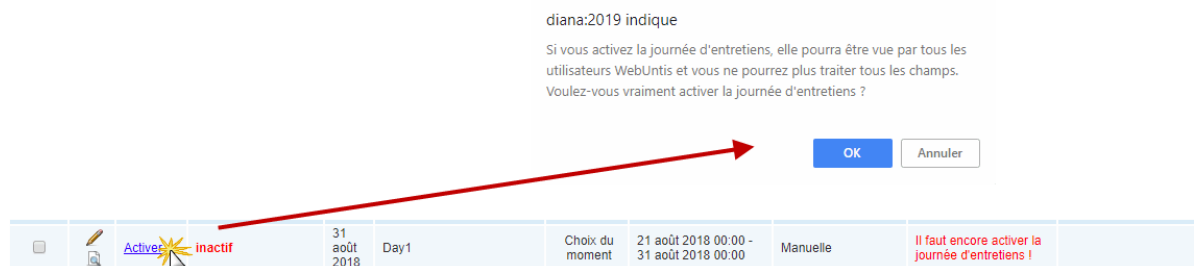 diana:2019 indique
Si vous activez la journée d'entretiens, elle pourra être vue par tous les
utilisateurs WebUntis et vous ne pourrez plus traiter tous les champs.
Voulez-vous vraiment activer la journée d'entretiens ?
OK Annuler
Activer inactif 31 août 2018 Day1 Choix du moment 21 août 2018 00:00 - 31 août 2018 00:00 Manuelle Il faut encore activer la journée d'entretiens !